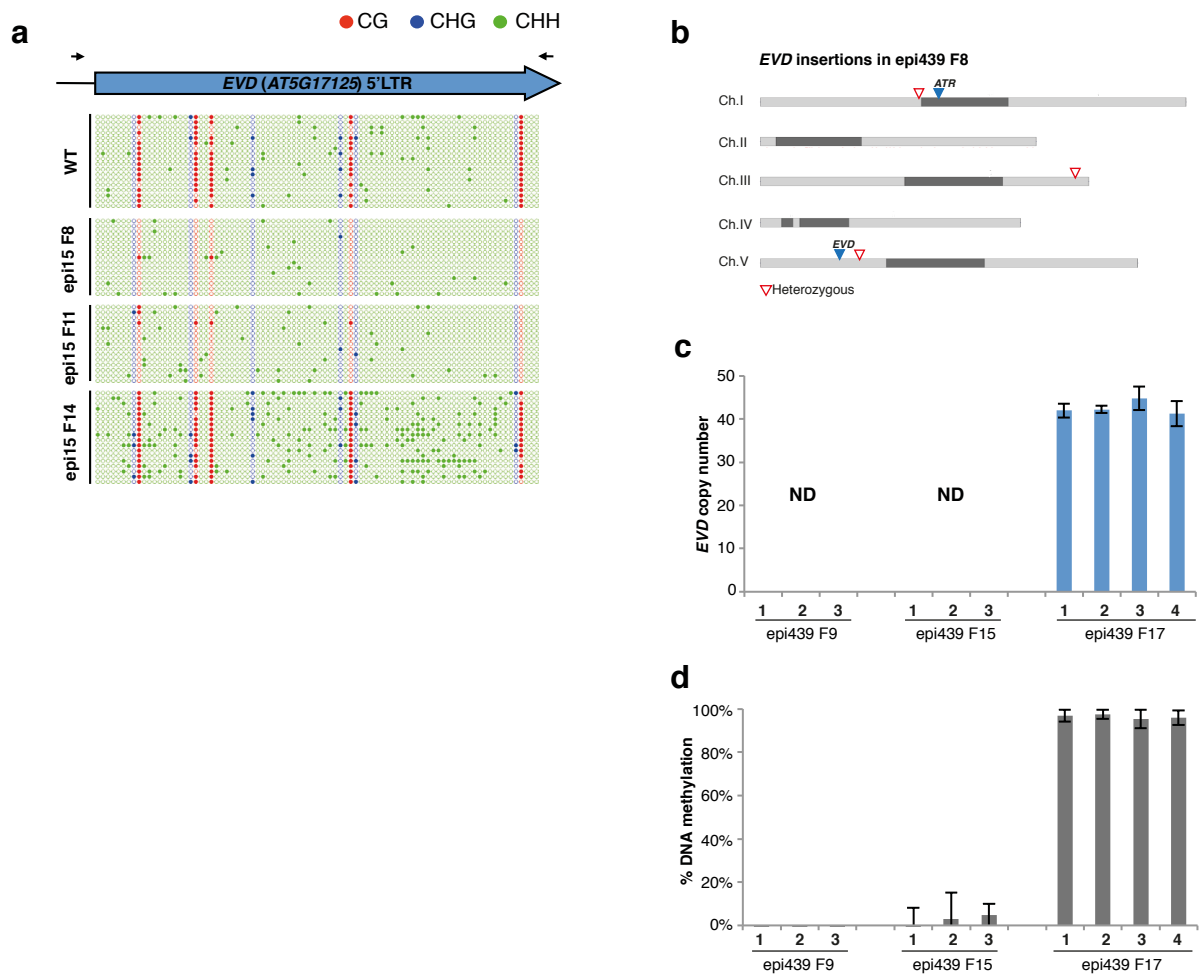 a
CG CHG CHH
EVD (AT5G17125) 5'LTR
WT
epi15 F8
epi15 F11
epi15 F14
b
EVD insertions in epi439 F8
ATR
Ch.I
Ch.II
Ch.III
Ch.IV
EVD
Ch.V
Heterozygous
c
EVD copy number
50
40
30
20
10
0
ND ND
1 2 3 1 2 3 1 2 3 4
epi439 F9 epi439 F15 epi439 F17
d
% DNA methylation
100%
80%
60%
40%
20%
0%
1 2 3 1 2 3 1 2 3 4
epi439 F9 epi439 F15 epi439 F17